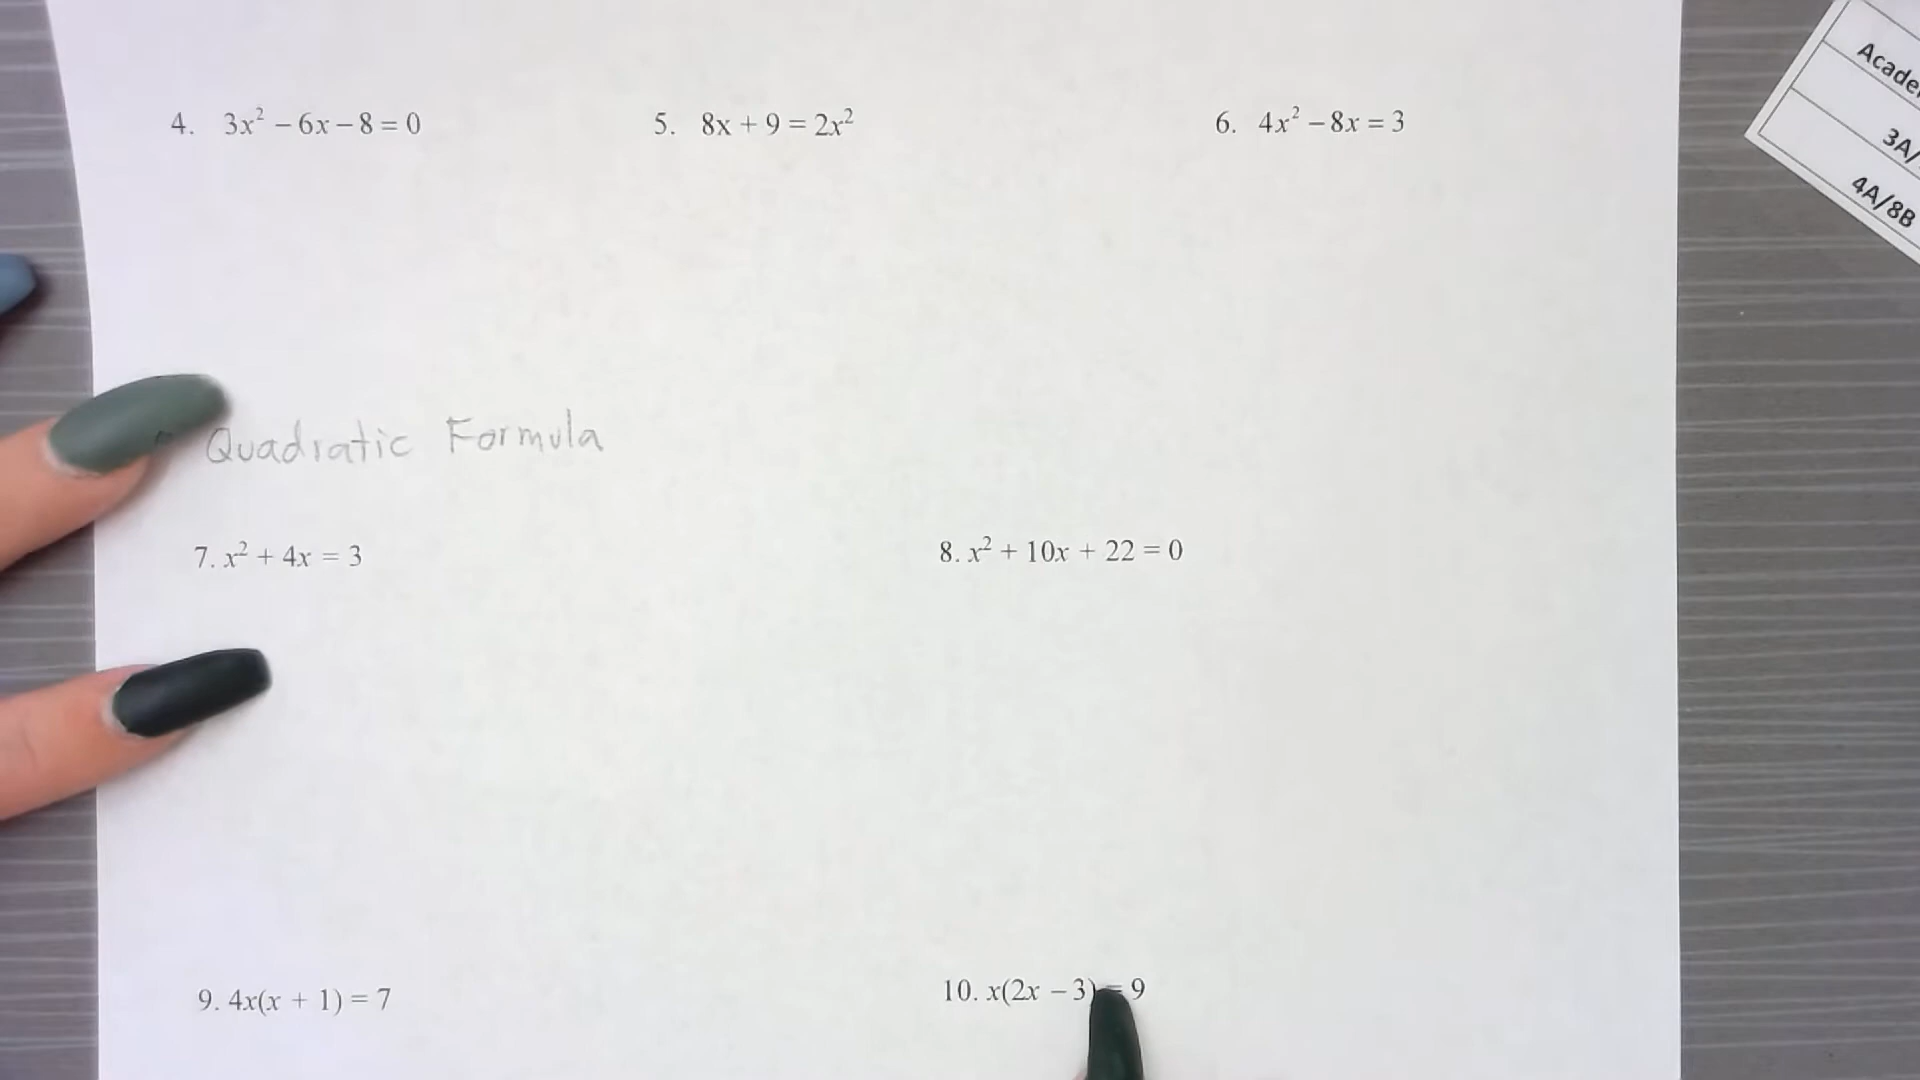 4. 3x² − 6x − 8 = 0
5. 8x + 9 = 2x²
6. 4x² − 8x = 3
Quadratic Formula
7. x² + 4x = 3
8. x² + 10x + 22 = 0
9. 4x(x + 1) = 7
10. x(2x − 3) = 9
3A/
4A/8B